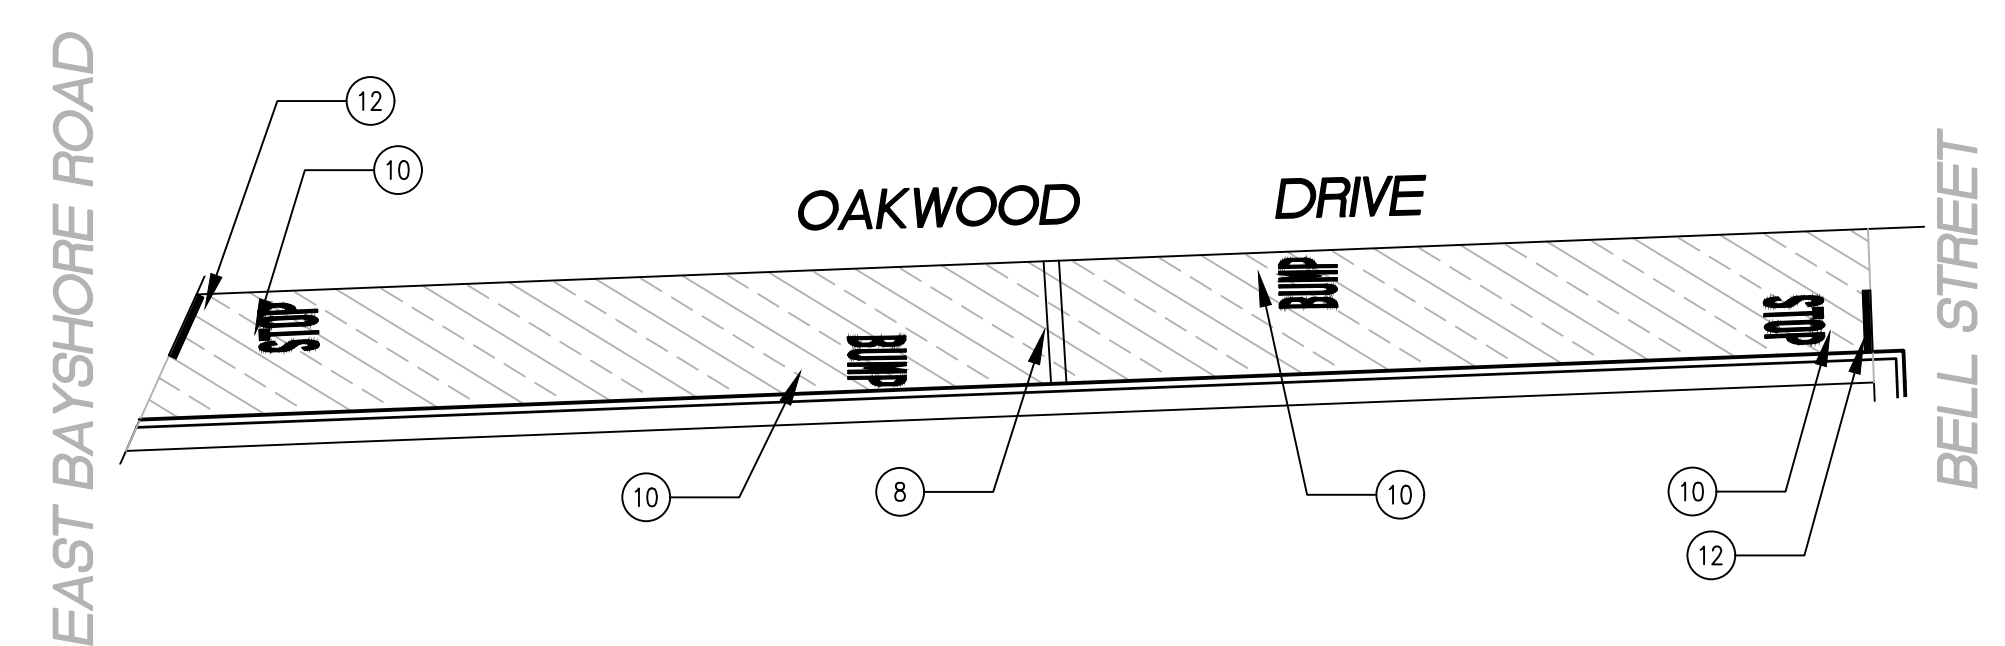 EAST BAYSHORE ROAD
12
10
OAKWOOD DRIVE
BELL STREET
STOP
BUMP
BUMP
STOP
10
8
10
10
12